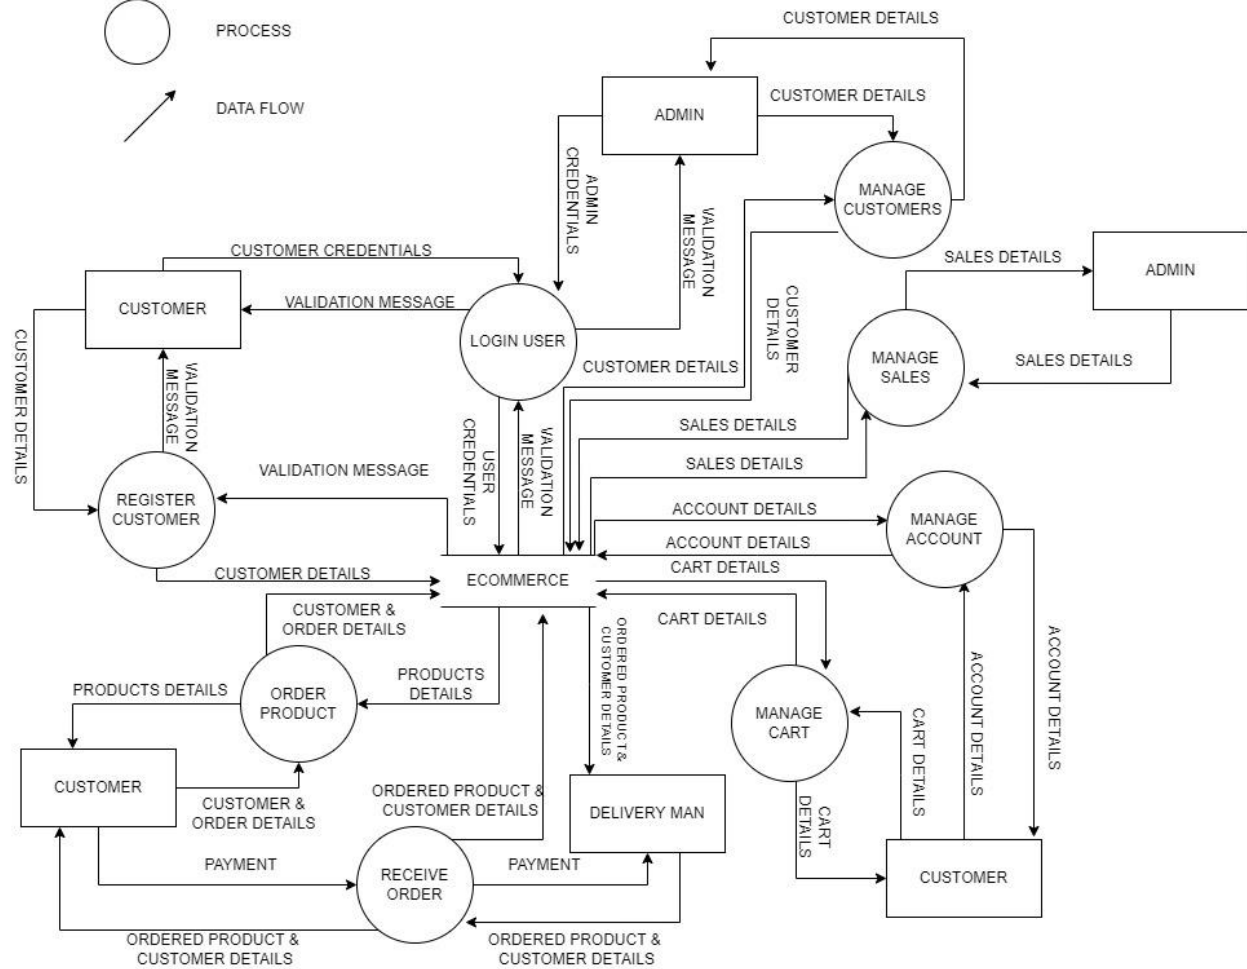 CUSTOMER DETAILS
PROCESS
CUSTOMER DETAILS
DATA FLOW
ADMIN
ADMIN
CREDENTIALS
VALIDATION
MESSAGE
MANAGE
CUSTOMERS
CUSTOMER CREDENTIALS
SALES DETAILS
ADMIN
CUSTOMER
VALIDATION MESSAGE
LOGIN USER
CUSTOMER
DETAILS
CUSTOMER DETAILS
MANAGE
SALES
SALES DETAILS
CUSTOMER DETAILS
VALIDATION
MESSAGE
SALES DETAILS
USER
CREDENTIALS
VALIDATION
MESSAGE
SALES DETAILS
VALIDATION MESSAGE
REGISTER
CUSTOMER
ACCOUNT DETAILS
MANAGE
ACCOUNT
ACCOUNT DETAILS
CUSTOMER DETAILS
ECOMMERCE
CART DETAILS
CUSTOMER &
ORDER DETAILS
CART DETAILS
ORDERED PRODUCT &
CUSTOMER DETAILS
PRODUCTS DETAILS
ORDER
PRODUCT
PRODUCTS
DETAILS
MANAGE
CART
CART DETAILS
ACCOUNT DETAILS
ACCOUNT DETAILS
CUSTOMER
CUSTOMER &
ORDER DETAILS
ORDERED PRODUCT &
CUSTOMER DETAILS
DELIVERY MAN
CART
DETAILS
PAYMENT
RECEIVE
ORDER
PAYMENT
CUSTOMER
ORDERED PRODUCT &
CUSTOMER DETAILS
ORDERED PRODUCT &
CUSTOMER DETAILS